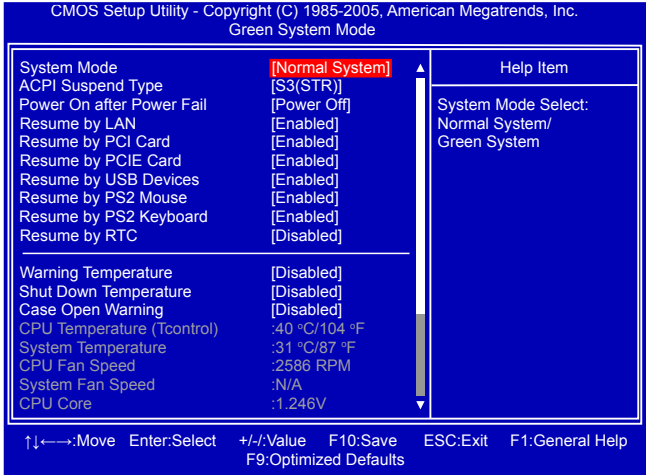 CMOS Setup Utility - Copyright (C) 1985-2005, American Megatrends, Inc.
Green System Mode
System Mode [Normal System]
ACPI Suspend Type [S3(STR)]
Power On after Power Fail [Power Off]
Resume by LAN [Enabled]
Resume by PCI Card [Enabled]
Resume by PCIE Card [Enabled]
Resume by USB Devices [Enabled]
Resume by PS2 Mouse [Enabled]
Resume by PS2 Keyboard [Enabled]
Resume by RTC [Disabled]
Warning Temperature [Disabled]
Shut Down Temperature [Disabled]
Case Open Warning [Disabled]
CPU Temperature (Tcontrol) :40 ºC/104 ºF
System Temperature :31 ºC/87 ºF
CPU Fan Speed :2586 RPM
System Fan Speed :N/A
CPU Core :1.246V
Help Item
System Mode Select:
Normal System/
Green System
↑↓←→:Move Enter:Select +/-/:Value F10:Save ESC:Exit F1:General Help
F9:Optimized Defaults